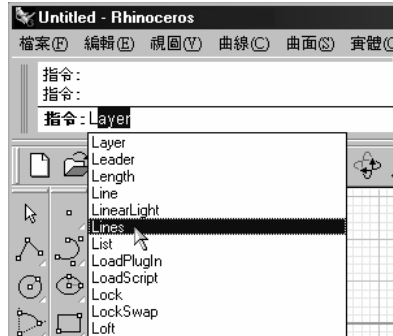 Untitled - Rhinoceros
檔案(F) 編輯(E) 視圖(V) 曲線(C) 曲面(S) 實體(
指令:
指令:
指令:Layer
Layer
Leader
Length
Line
LinearLight
Lines
List
LoadPlugIn
LoadScript
Lock
LockSwap
Loft